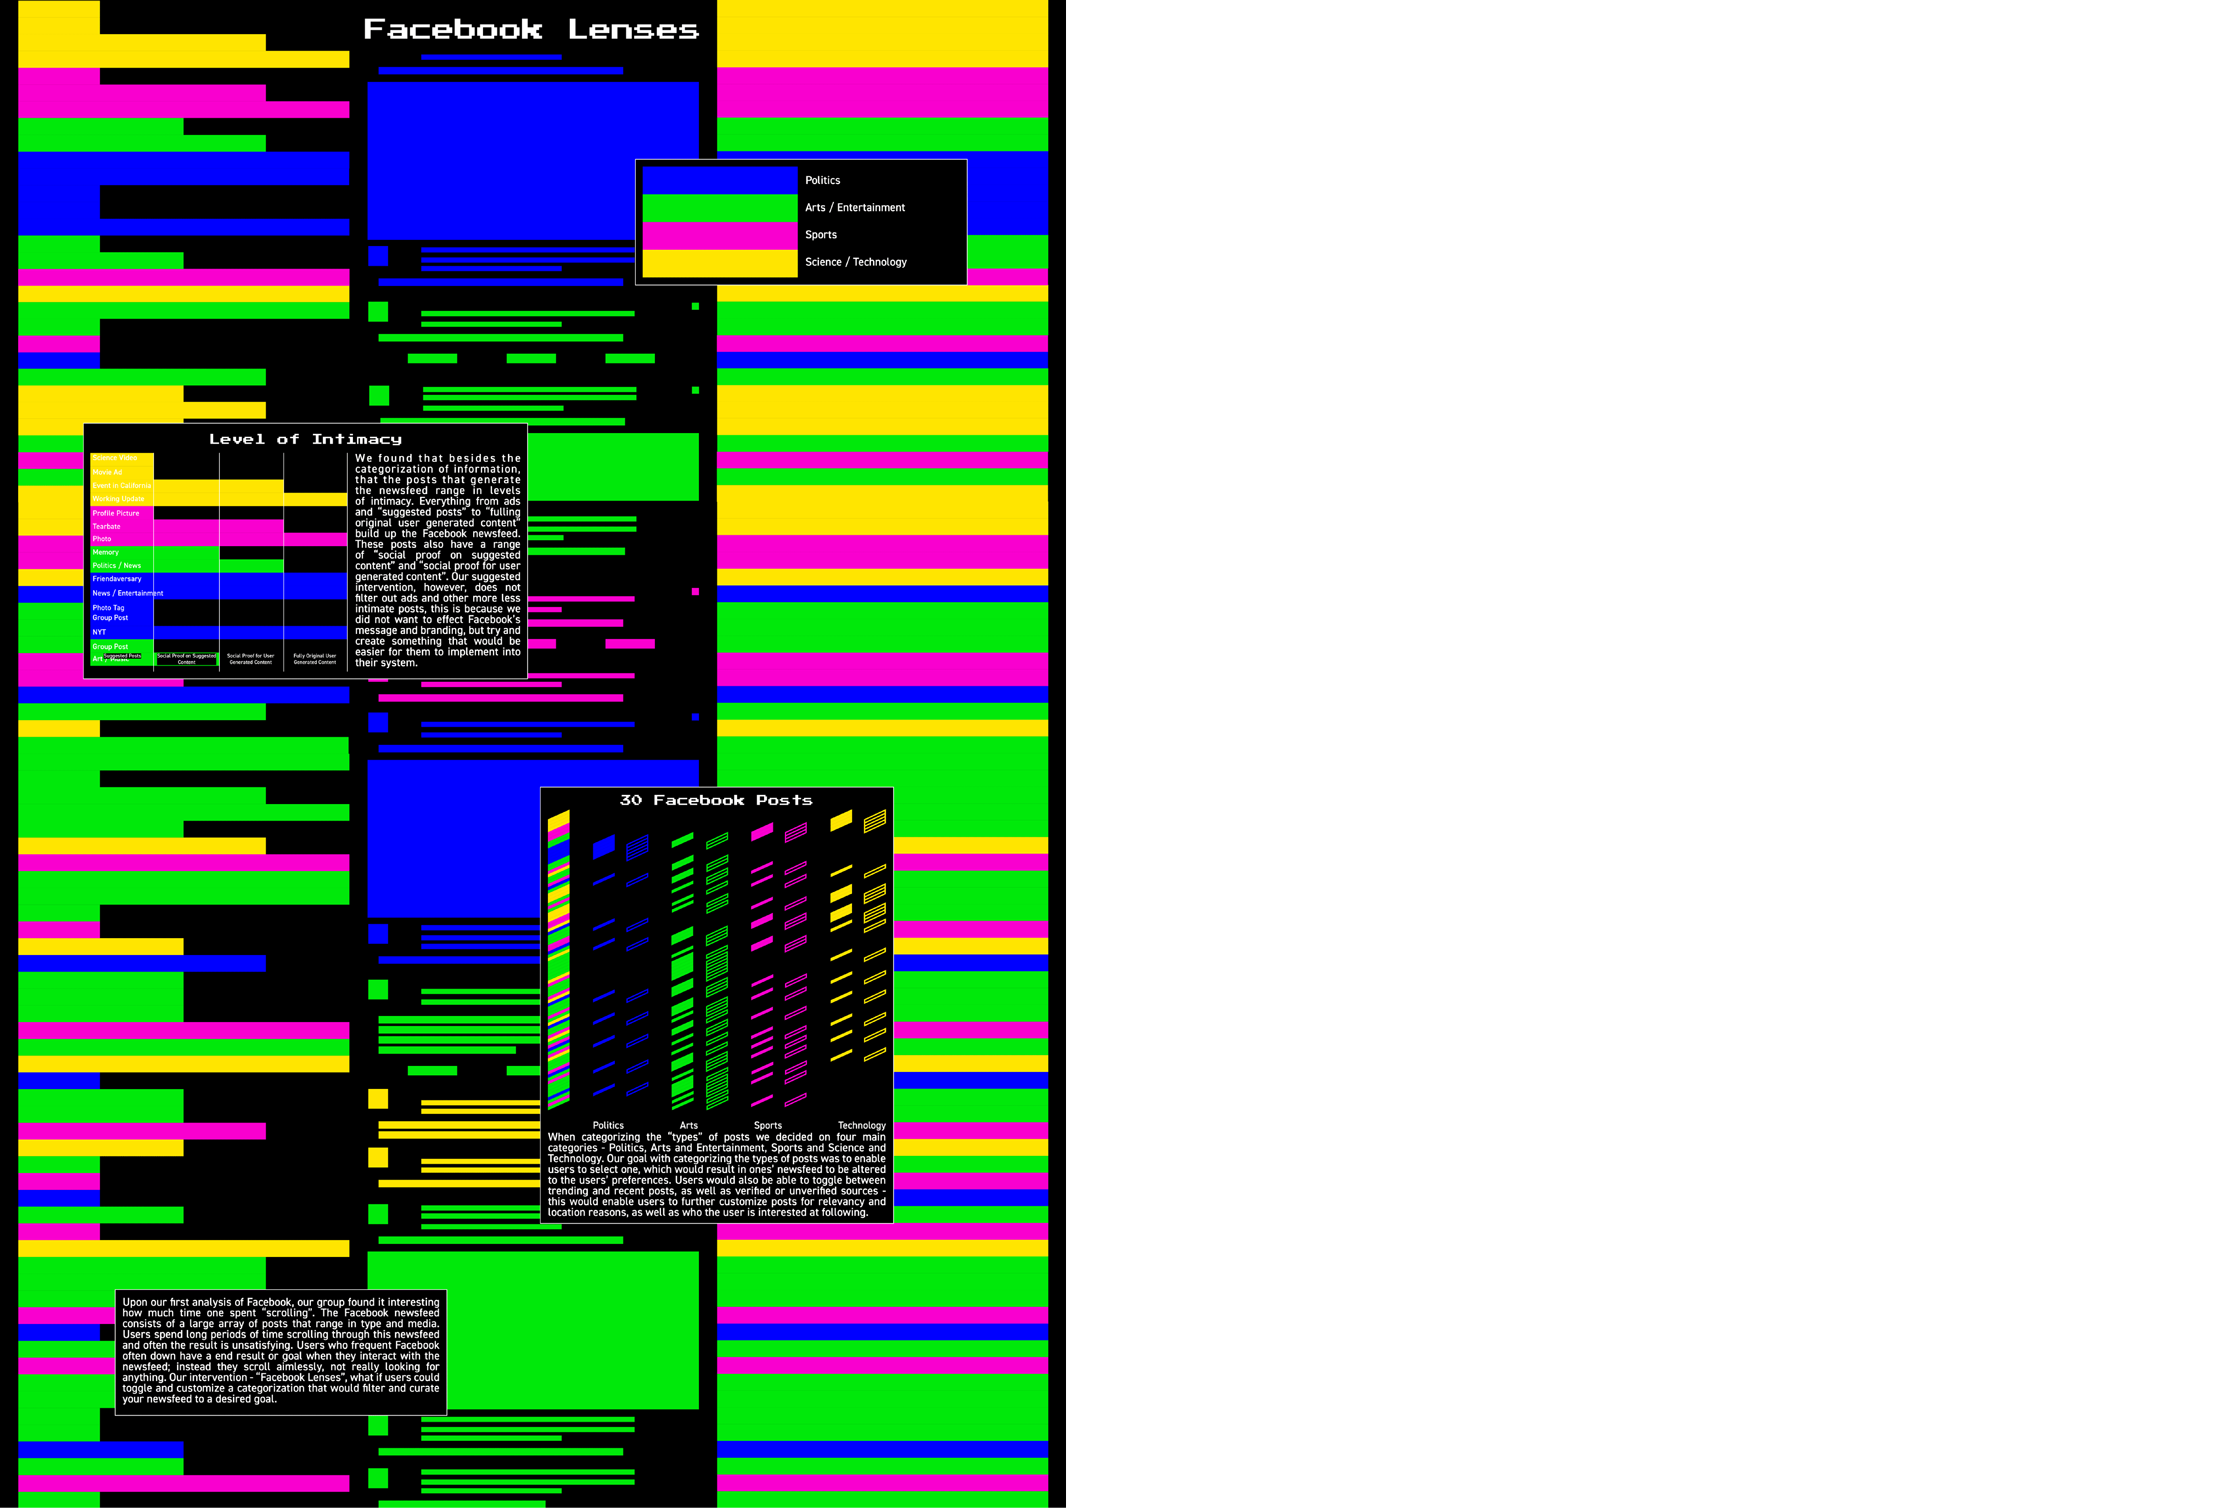 Facebook Lenses
Politics
Arts / Entertainment
Sports
Science / Technology
Level of Intimacy
Science Video
Movie Ad
Event in California
Working Update
Profile Picture
Tearbate
Photo
Memory
Politics / News
Friendaversary
News / Entertainment
Photo Tag
Group Post
NYT
Group Post
Art / Music
Suggested Posts
Social Proof on Suggested
Content
Social Proof for User
Generated Content
Fully Original User
Generated Content
We found that besides the
categorization of information,
that the posts that generate
the newsfeed range in levels
of intimacy. Everything from ads
and “suggested posts” to “fulling
original user generated content”
build up the Facebook newsfeed.
These posts also have a range
of “social proof on suggested
content” and “social proof for user
generated content”. Our suggested
intervention, however, does not
filter out ads and other more less
intimate posts, this is because we
did not want to effect Facebook’s
message and branding, but try and
create something that would be
easier for them to implement into
their system.
30 Facebook Posts
Politics Arts Sports Technology
When categorizing the “types” of posts we decided on four main
categories - Politics, Arts and Entertainment, Sports and Science and
Technology. Our goal with categorizing the types of posts was to enable
users to select one, which would result in ones’ newsfeed to be altered
to the users’ preferences. Users would also be able to toggle between
trending and recent posts, as well as verified or unverified sources -
this would enable users to further customize posts for relevancy and
location reasons, as well as who the user is interested at following.
Upon our first analysis of Facebook, our group found it interesting
how much time one spent “scrolling”. The Facebook newsfeed
consists of a large array of posts that range in type and media.
Users spend long periods of time scrolling through this newsfeed
and often the result is unsatisfying. Users who frequent Facebook
often down have a end result or goal when they interact with the
newsfeed; instead they scroll aimlessly, not really looking for
anything. Our intervention - “Facebook Lenses”, what if users could
toggle and customize a categorization that would filter and curate
your newsfeed to a desired goal.